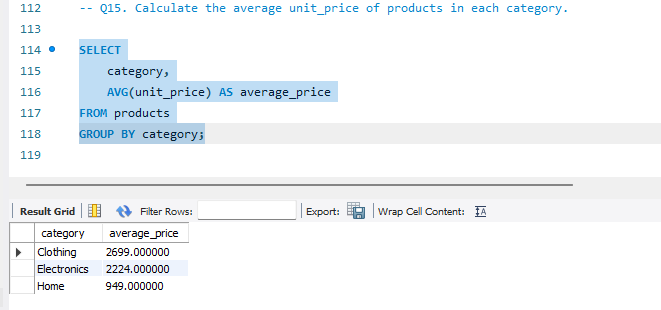 112 -- Q15. Calculate the average unit_price of products in each category.
113
114 SELECT
115 category,
116 AVG(unit_price) AS average_price
117 FROM products
118 GROUP BY category;
119
Result Grid Filter Rows: Export: Wrap Cell Content: IA
category average_price
Clothing 2699.000000
Electronics 2224.000000
Home 949.000000